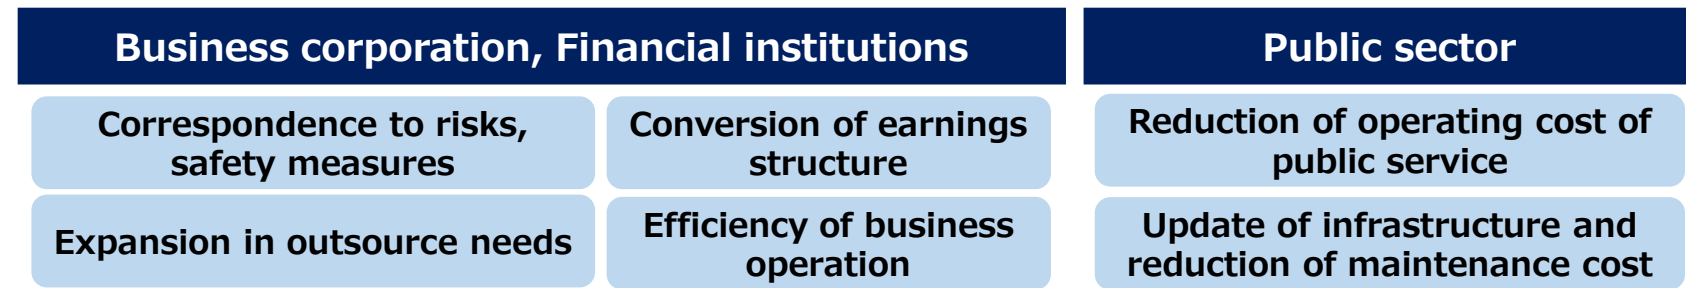 Business corporation, Financial institutions
Public sector
Correspondence to risks,
safety measures
Conversion of earnings
structure
Reduction of operating cost of
public service
Expansion in outsource needs
Efficiency of business
operation
Update of infrastructure and
reduction of maintenance cost